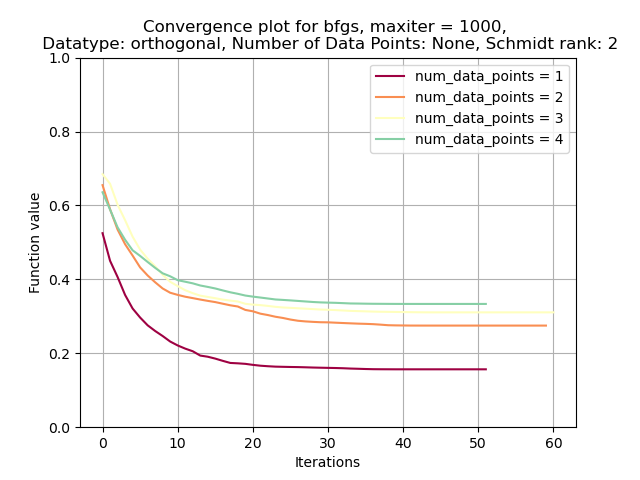 Convergence plot for bfgs, maxiter = 1000,
Datatype: orthogonal, Number of Data Points: None, Schmidt rank: 2
1.0
0.8
0.6
0.4
0.2
0.0
Function value
num_data_points = 1
num_data_points = 2
num_data_points = 3
num_data_points = 4
0 10 20 30 40 50 60
Iterations